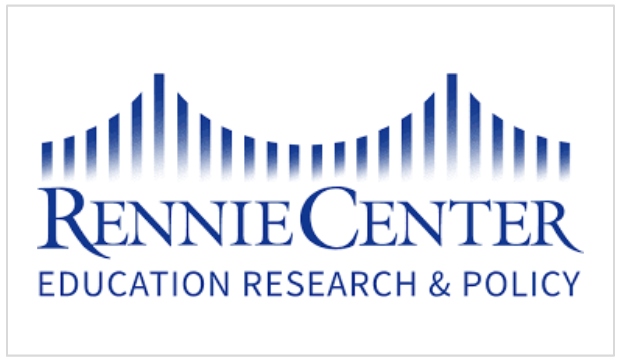 RENNIE CENTER
EDUCATION RESEARCH & POLICY